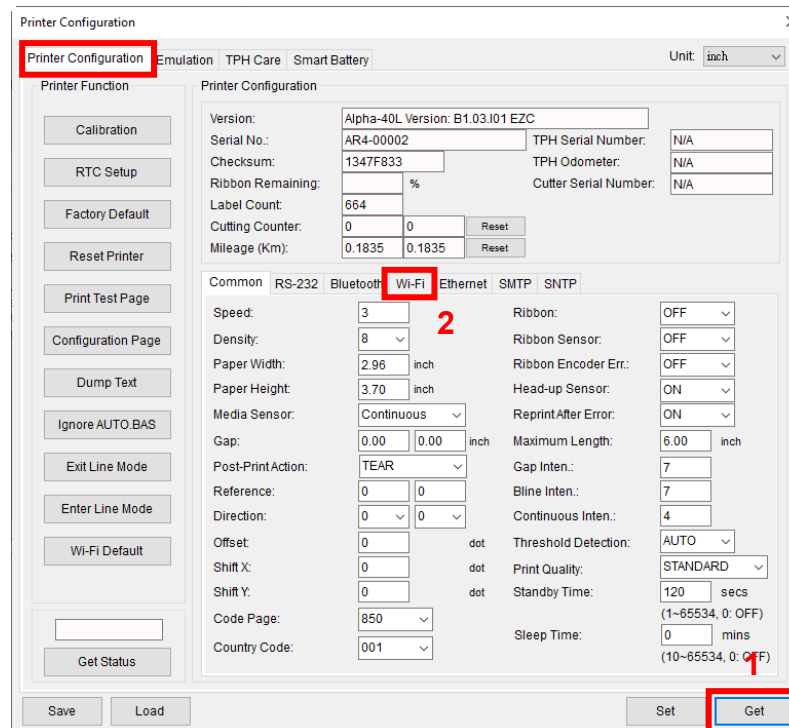 Printer Configuration
Printer Configuration Emulation TPH Care Smart Battery Unit: inch
Printer Function
Calibration
RTC Setup
Factory Default
Reset Printer
Print Test Page
Configuration Page
Dump Text
Ignore AUTO.BAS
Exit Line Mode
Enter Line Mode
Wi-Fi Default
Get Status
Printer Configuration
Version: Alpha-40L Version: B1.03.I01 EZC
Serial No.: AR4-00002 TPH Serial Number: N/A
Checksum: 1347F833 TPH Odometer: N/A
Ribbon Remaining: % Cutter Serial Number: N/A
Label Count: 664
Cutting Counter: 0 0 Reset
Mileage (Km): 0.1835 0.1835 Reset
Common RS-232 Bluetooth Wi-Fi Ethernet SMTP SNTP
2
Speed: 3 Ribbon: OFF
Density: 8 Ribbon Sensor: OFF
Paper Width: 2.96 inch Ribbon Encoder Err.: OFF
Paper Height: 3.70 inch Head-up Sensor: ON
Media Sensor: Continuous Reprint After Error: ON
Gap: 0.00 0.00 inch Maximum Length: 6.00 inch
Post-Print Action: TEAR Gap Inten.: 7
Reference: 0 0 Bline Inten.: 7
Direction: 0 0 Continuous Inten.: 4
Offset: 0 dot Threshold Detection: AUTO
Shift X: 0 dot Print Quality: STANDARD
Shift Y: 0 dot Standby Time: 120 secs
(1~65534, 0: OFF)
Code Page: 850
Sleep Time: 0 mins
Country Code: 001
(10~65534, 0: OFF)
1
Save Load Set Get